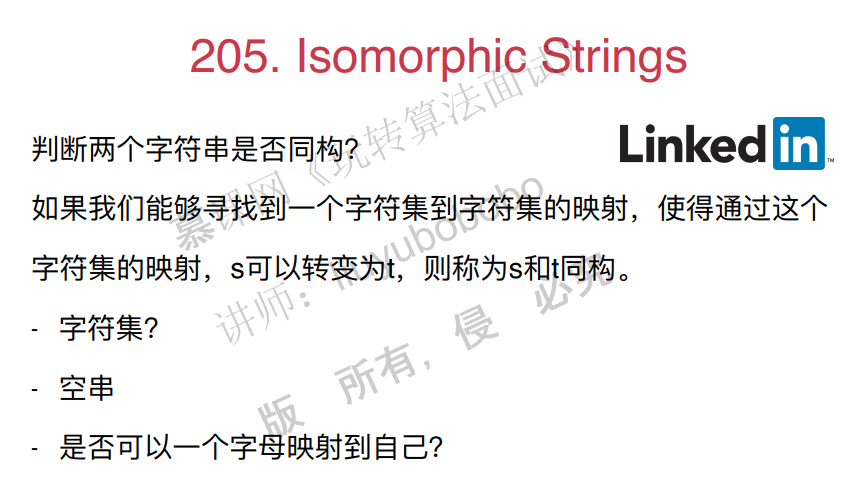 205. Isomorphic Strings
判断两个字符串是否同构？
LinkedIn™
如果我们能够寻找到一个字符集到字符集的映射，使得通过这个
字符集的映射，s可以转变为t，则称为s和t同构。
- 字符集？
- 空串
- 是否可以一个字母映射到自己？
慕课网《玩转算法面试》
讲师：liuyubobobo
版 所有，侵 必究